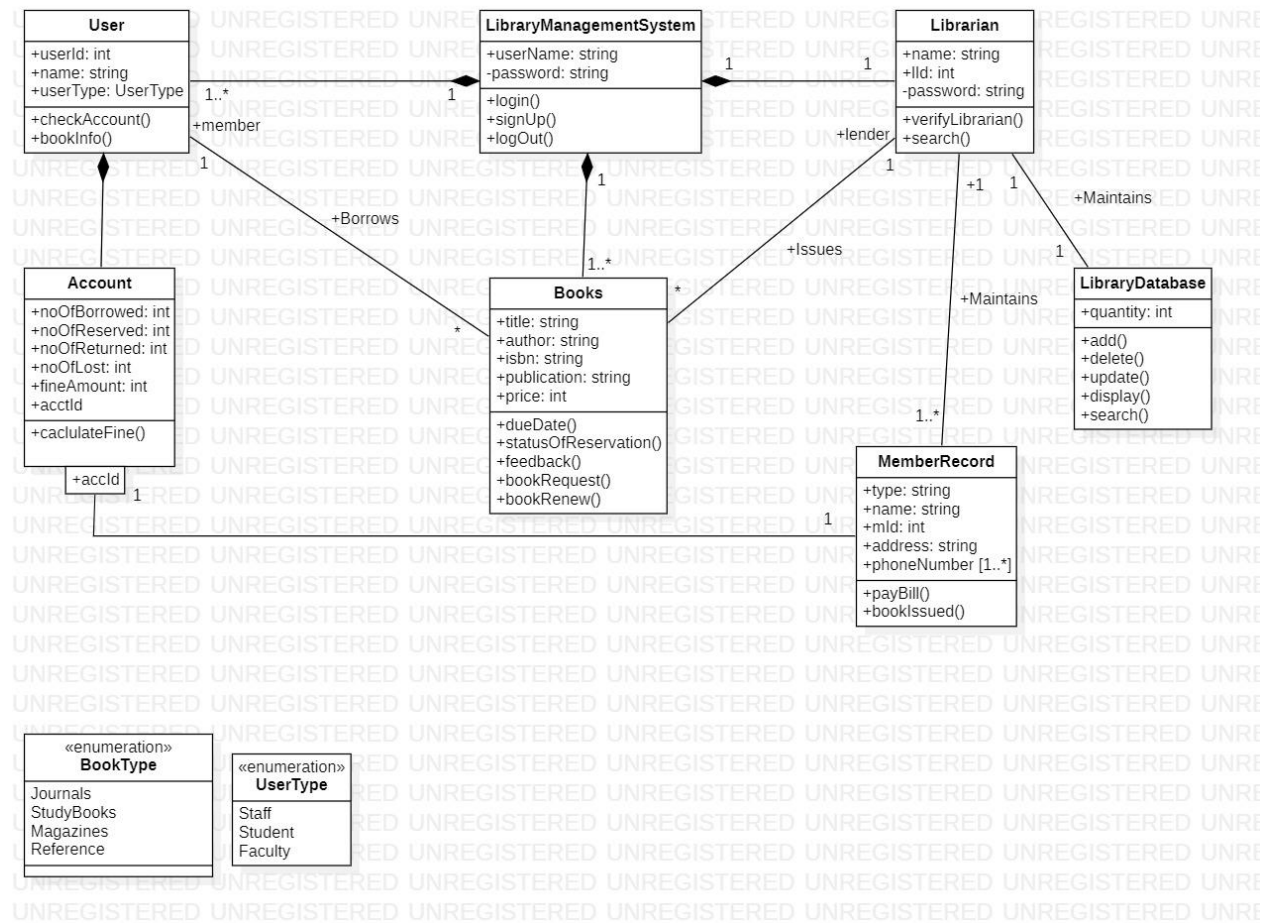 User
+userId: int
+name: string
+userType: UserType
+checkAccount()
+bookInfo()
LibraryManagementSystem
+userName: string
-password: string
+login()
+signUp()
+logOut()
Librarian
+name: string
+lId: int
-password: string
+verifyLibrarian()
+search()
1..*
1
1
1
+member
1
+Borrows
*
1
1..*
+lender
1
+Issues
*
+1
+Maintains
1..*
1
+Maintains
1
Account
+noOfBorrowed: int
+noOfReserved: int
+noOfReturned: int
+noOfLost: int
+fineAmount: int
+acctId
+caclulateFine()
+accId
1
1
Books
+title: string
+author: string
+isbn: string
+publication: string
+price: int
+dueDate()
+statusOfReservation()
+feedback()
+bookRequest()
+bookRenew()
LibraryDatabase
+quantity: int
+add()
+delete()
+update()
+display()
+search()
MemberRecord
+type: string
+name: string
+mId: int
+address: string
+phoneNumber [1..*]
+payBill()
+bookIssued()
«enumeration»
BookType
Journals
StudyBooks
Magazines
Reference
«enumeration»
UserType
Staff
Student
Faculty
UNREGISTERED